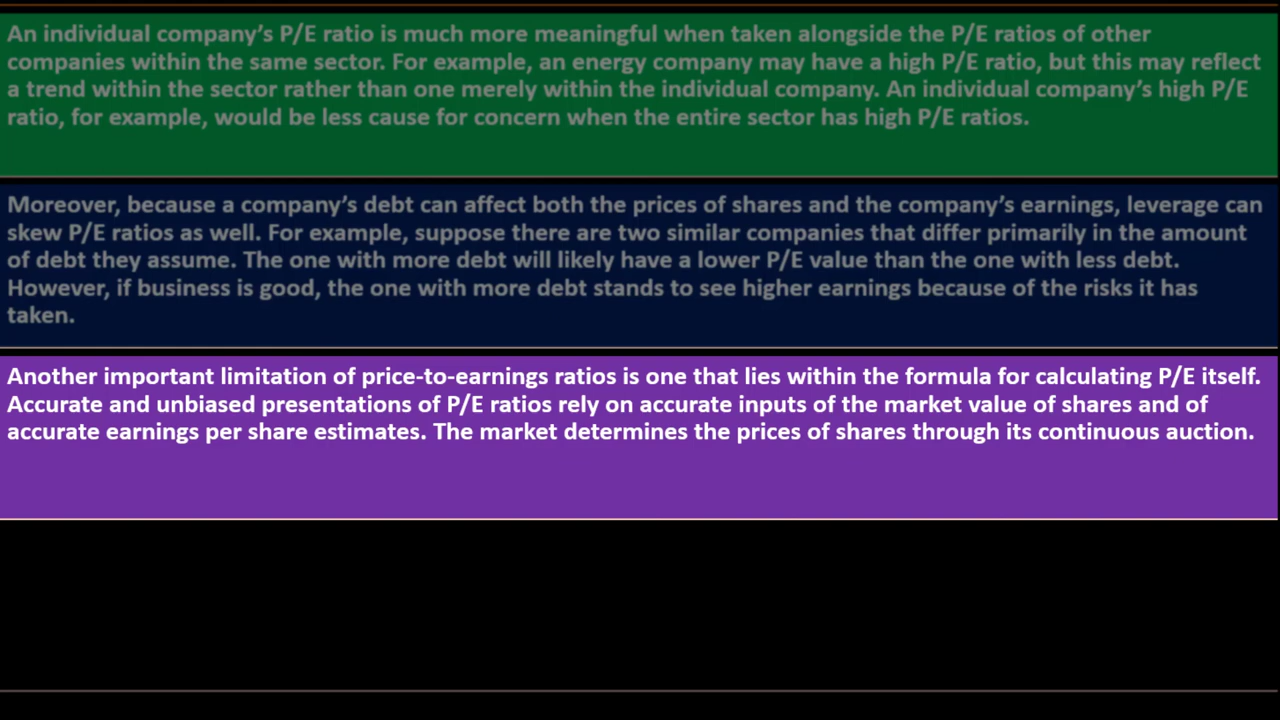 An individual company’s P/E ratio is much more meaningful when taken alongside the P/E ratios of other
companies within the same sector. For example, an energy company may have a high P/E ratio, but this may reflect
a trend within the sector rather than one merely within the individual company. An individual company’s high P/E
ratio, for example, would be less cause for concern when the entire sector has high P/E ratios.
Moreover, because a company’s debt can affect both the prices of shares and the company’s earnings, leverage can
skew P/E ratios as well. For example, suppose there are two similar companies that differ primarily in the amount
of debt they assume. The one with more debt will likely have a lower P/E value than the one with less debt.
However, if business is good, the one with more debt stands to see higher earnings because of the risks it has
taken.
Another important limitation of price-to-earnings ratios is one that lies within the formula for calculating P/E itself.
Accurate and unbiased presentations of P/E ratios rely on accurate inputs of the market value of shares and of
accurate earnings per share estimates. The market determines the prices of shares through its continuous auction.